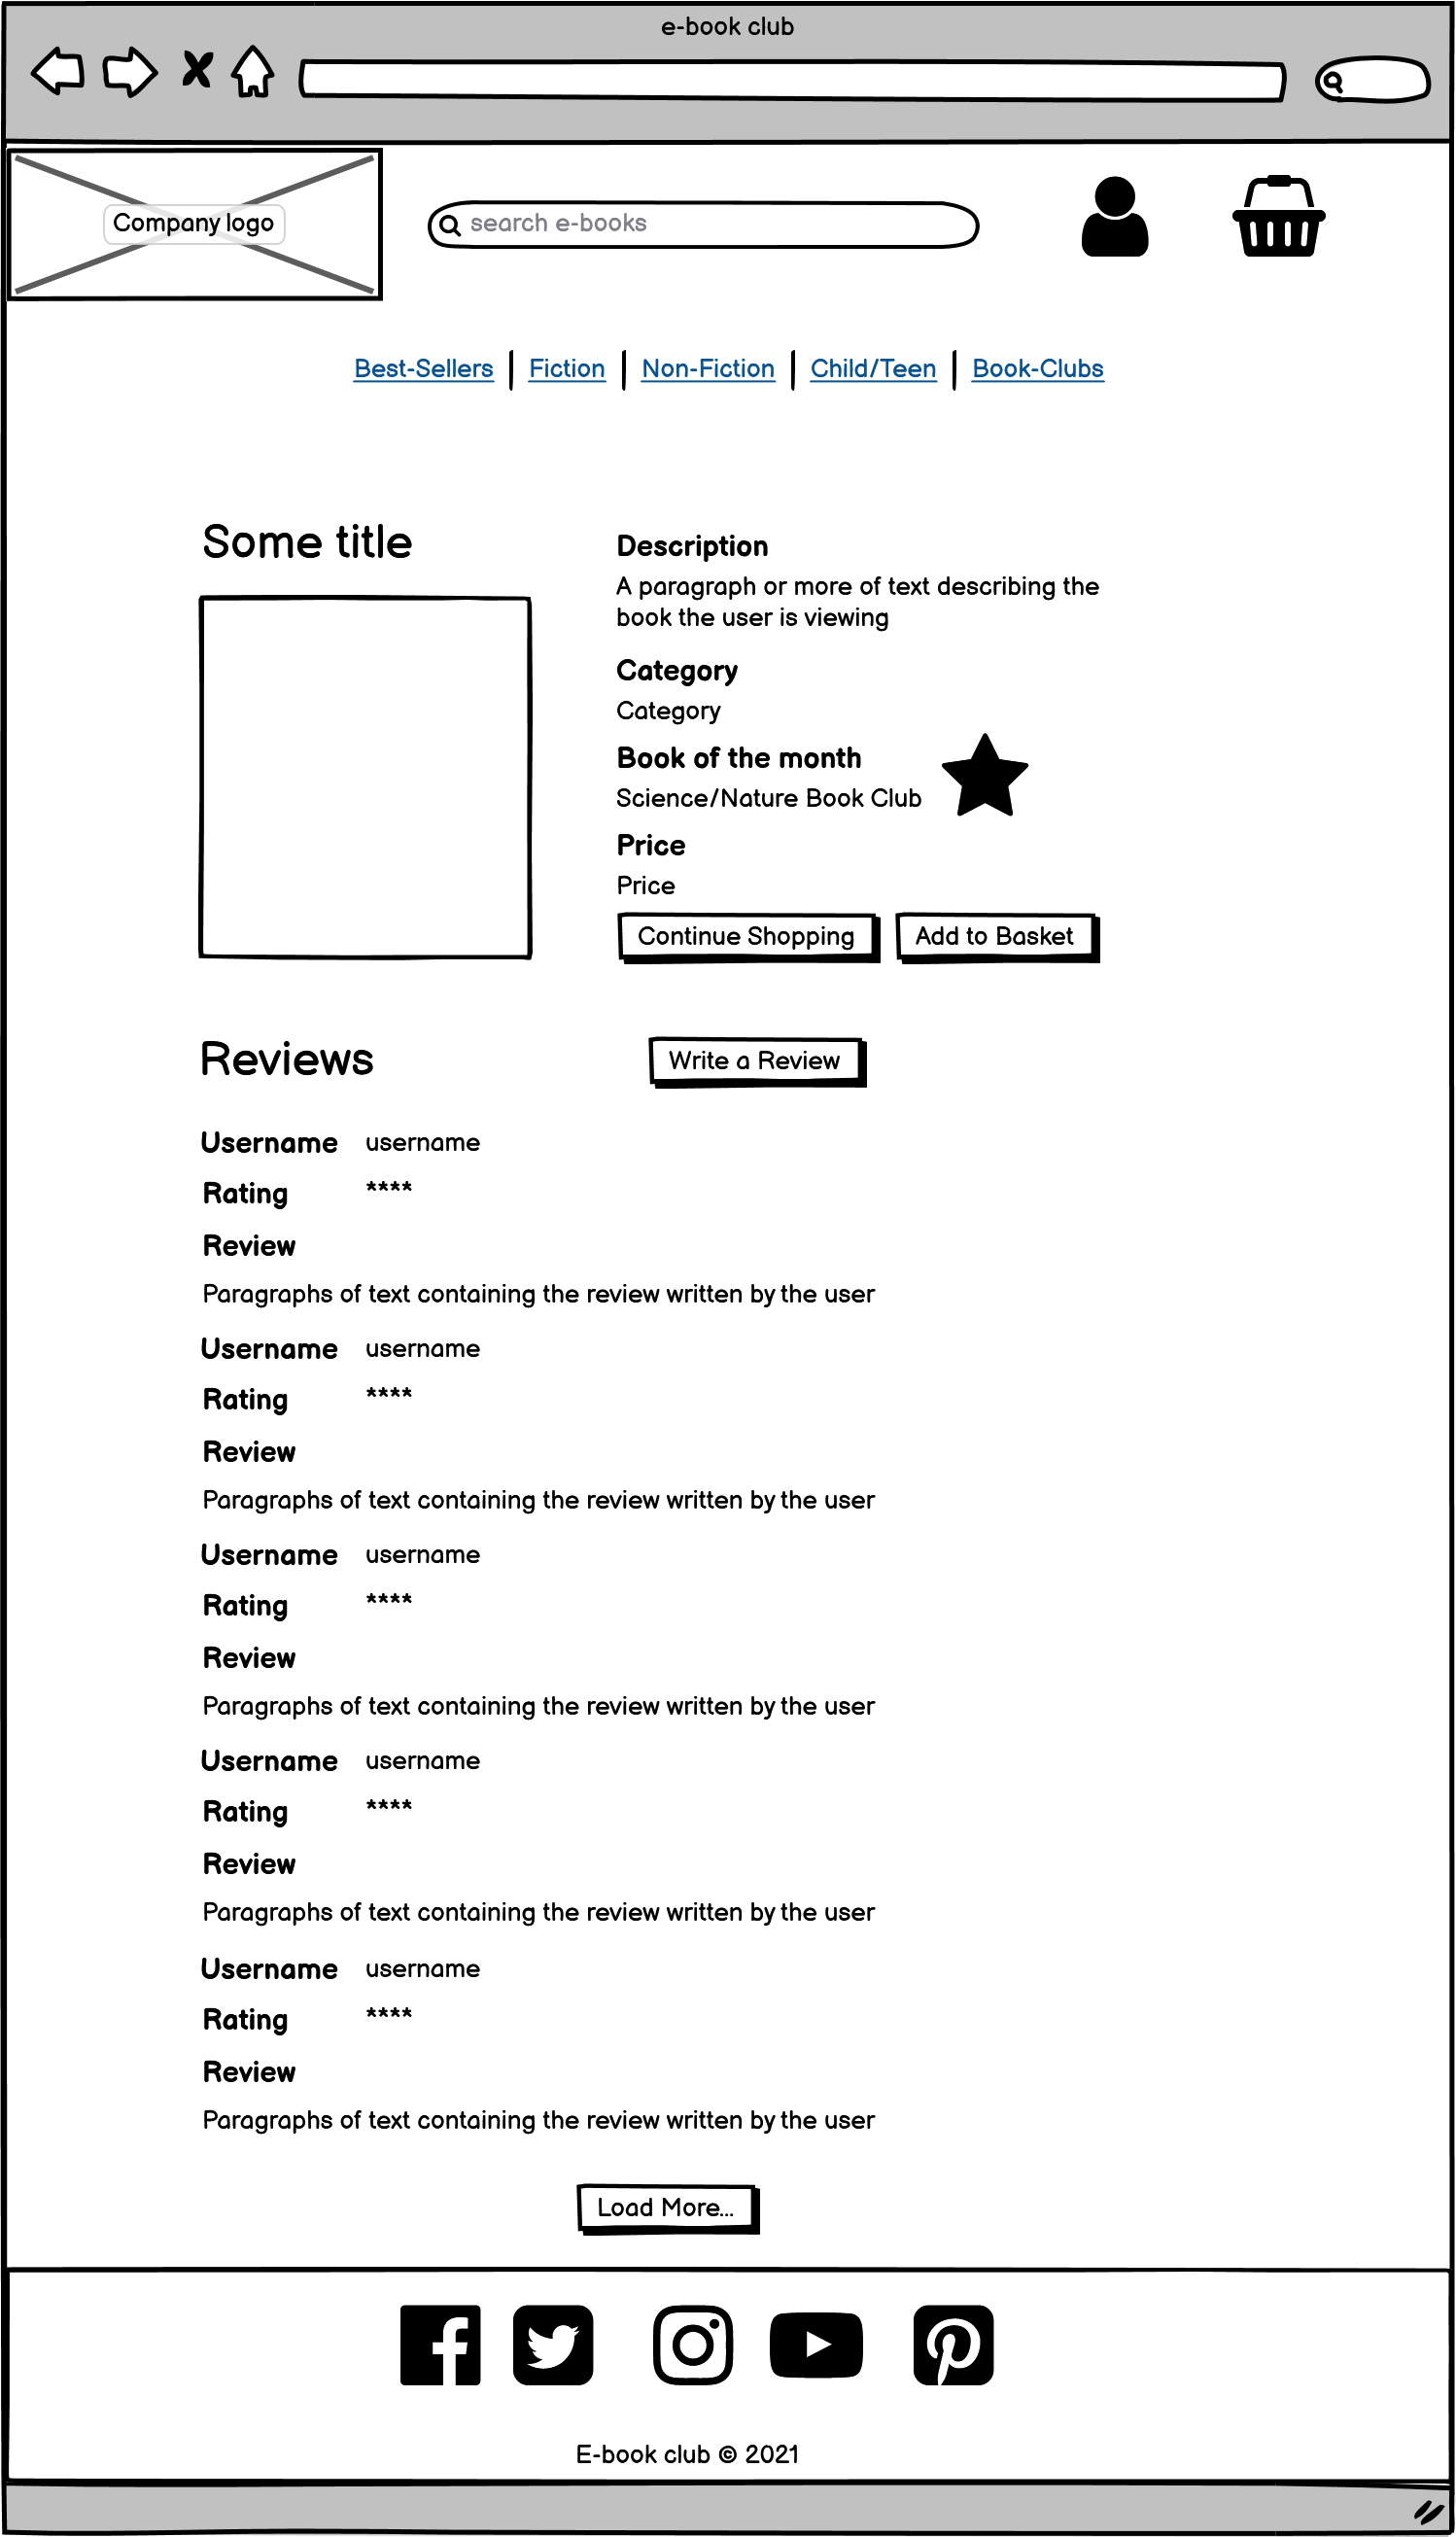 e-book club
Company logo
search e-books
Best-Sellers | Fiction | Non-Fiction | Child/Teen | Book-Clubs
Some title
Description
A paragraph or more of text describing the
book the user is viewing
Category
Category
Book of the month
Science/Nature Book Club
Price
Price
Continue Shopping
Add to Basket
Reviews
Write a Review
Username username
Rating ****
Review
Paragraphs of text containing the review written by the user
Username username
Rating ****
Review
Paragraphs of text containing the review written by the user
Username username
Rating ****
Review
Paragraphs of text containing the review written by the user
Username username
Rating ****
Review
Paragraphs of text containing the review written by the user
Username username
Rating ****
Review
Paragraphs of text containing the review written by the user
Load More...
E-book club © 2021